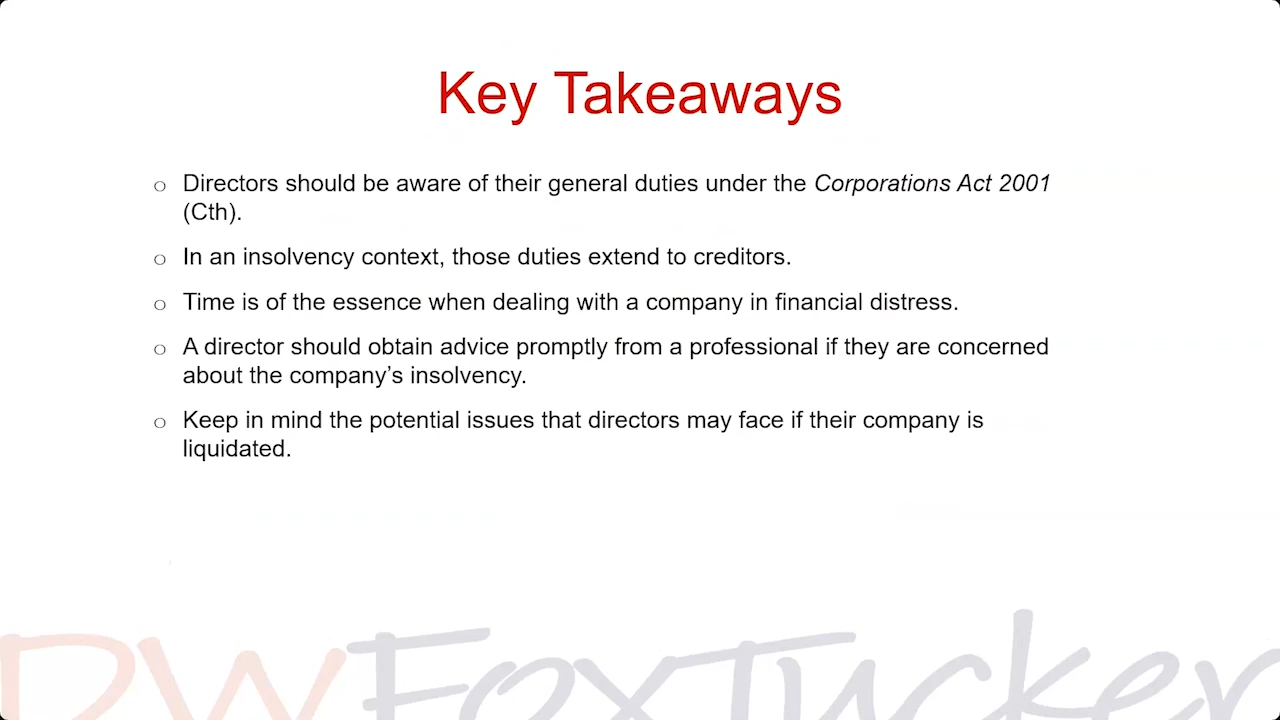 Key Takeaways
o Directors should be aware of their general duties under the Corporations Act 2001
(Cth).
o In an insolvency context, those duties extend to creditors.
o Time is of the essence when dealing with a company in financial distress.
o A director should obtain advice promptly from a professional if they are concerned
about the company’s insolvency.
o Keep in mind the potential issues that directors may face if their company is
liquidated.
DWFoxTucker